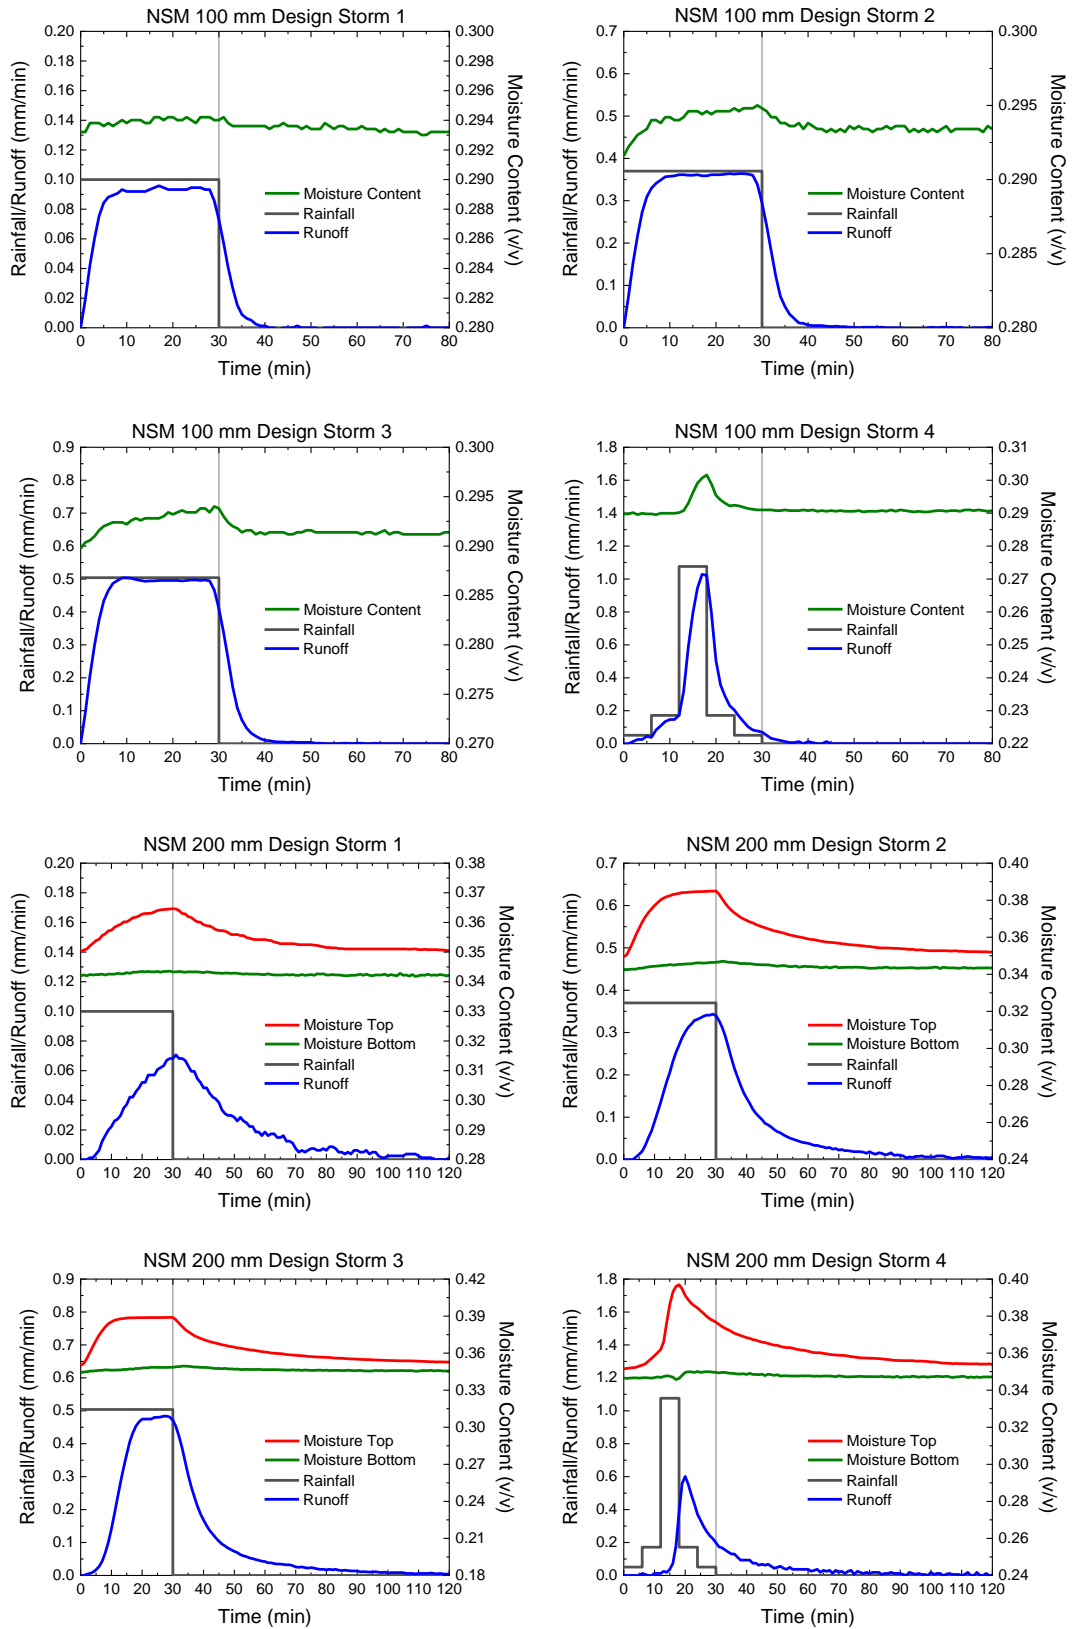 NSM 100 mm Design Storm 1
Rainfall/Runoff (mm/min)
0.20
0.18
0.16
0.14
0.12
0.10
0.08
0.06
0.04
0.02
0.00
0.300
0.298
0.296
0.294
0.292
0.290
0.288
0.286
0.284
0.282
0.280
Moisture Content (v/v)
Moisture Content
Rainfall
Runoff
0 10 20 30 40 50 60 70 80
Time (min)
NSM 100 mm Design Storm 2
Rainfall/Runoff (mm/min)
0.7
0.6
0.5
0.4
0.3
0.2
0.1
0.0
0.300
0.295
0.290
0.285
0.280
Moisture Content (v/v)
Moisture Content
Rainfall
Runoff
0 10 20 30 40 50 60 70 80
Time (min)
NSM 100 mm Design Storm 3
Rainfall/Runoff (mm/min)
0.9
0.8
0.7
0.6
0.5
0.4
0.3
0.2
0.1
0.0
0.300
0.295
0.290
0.285
0.280
0.275
0.270
Moisture Content (v/v)
Moisture Content
Rainfall
Runoff
0 10 20 30 40 50 60 70 80
Time (min)
NSM 100 mm Design Storm 4
Rainfall/Runoff (mm/min)
1.8
1.6
1.4
1.2
1.0
0.8
0.6
0.4
0.2
0.0
0.31
0.30
0.29
0.28
0.27
0.26
0.25
0.24
0.23
0.22
Moisture Content (v/v)
Moisture Content
Rainfall
Runoff
0 10 20 30 40 50 60 70 80
Time (min)
NSM 200 mm Design Storm 1
Rainfall/Runoff (mm/min)
0.20
0.18
0.16
0.14
0.12
0.10
0.08
0.06
0.04
0.02
0.00
0.38
0.37
0.36
0.35
0.34
0.33
0.32
0.31
0.30
0.29
0.28
Moisture Content (v/v)
Moisture Top
Moisture Bottom
Rainfall
Runoff
0 10 20 30 40 50 60 70 80 90 100 110 120
Time (min)
NSM 200 mm Design Storm 2
Rainfall/Runoff (mm/min)
0.7
0.6
0.5
0.4
0.3
0.2
0.1
0.0
0.40
0.38
0.36
0.34
0.32
0.30
0.28
0.26
0.24
Moisture Content (v/v)
Moisture Top
Moisture Bottom
Rainfall
Runoff
0 10 20 30 40 50 60 70 80 90 100 110 120
Time (min)
NSM 200 mm Design Storm 3
Rainfall/Runoff (mm/min)
0.9
0.8
0.7
0.6
0.5
0.4
0.3
0.2
0.1
0.0
0.42
0.39
0.36
0.33
0.30
0.27
0.24
0.21
0.18
Moisture Content (v/v)
Moisture Top
Moisture Bottom
Rainfall
Runoff
0 10 20 30 40 50 60 70 80 90 100 110 120
Time (min)
NSM 200 mm Design Storm 4
Rainfall/Runoff (mm/min)
1.8
1.6
1.4
1.2
1.0
0.8
0.6
0.4
0.2
0.0
0.40
0.38
0.36
0.34
0.32
0.30
0.28
0.26
0.24
Moisture Content (v/v)
Moisture Top
Moisture Bottom
Rainfall
Runoff
0 10 20 30 40 50 60 70 80 90 100 110 120
Time (min)